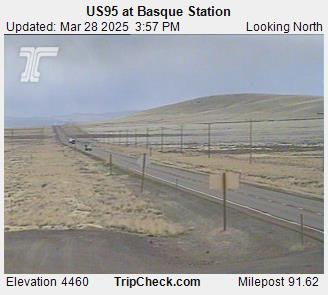 US95 at Basque Station
Updated: Mar 28 2025  3:57 PM Looking North
Elevation 4460 TripCheck.com Milepost 91.62